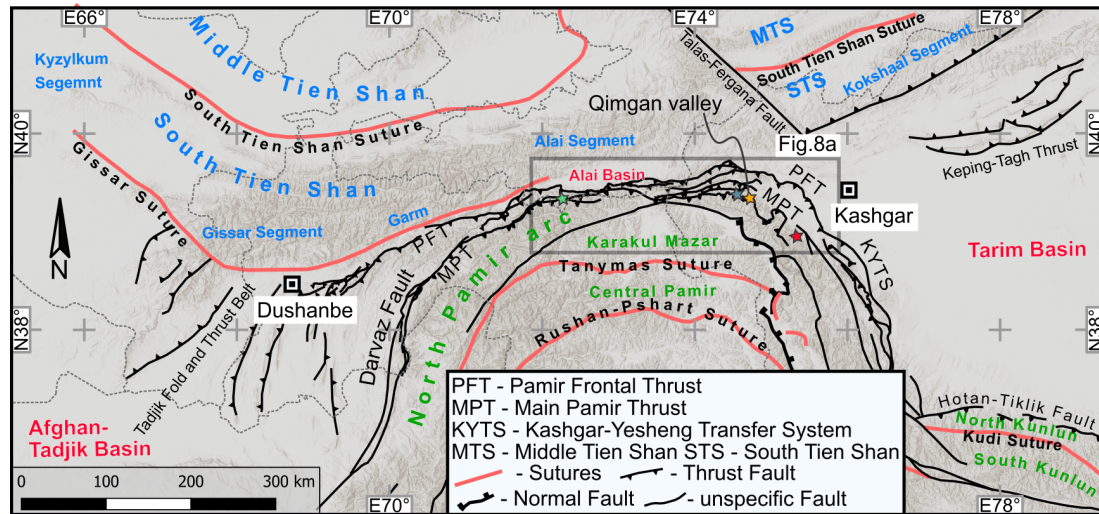 E66°
E70°
E74°
E78°
Kyzylkum
Segemnt
Middle Tien Shan
South Tien Shan Suture
MTS
South Tien Shan Suture
STS
Kokshaal Segment
Talas-Fergana Fault
Qimgan valley
N40°
N40°
Fig.8a
Alai Segment
Keping-Tagh Thrust
South Tien Shan
Gissar Suture
Alai Basin
PFT
MPT
Kashgar
Garm
Gissar Segment
PFT
MPT
North Pamir arc
Karakul Mazar
KYTS
Tarim Basin
N
Tanymas Suture
Dushanbe
Central Pamir
Darvaz Fault
Rushan-Pshart Suture
N38°
N38°
Tadjik Fold and Thrust Belt
PFT - Pamir Frontal Thrust
MPT - Main Pamir Thrust
KYTS - Kashgar-Yesheng Transfer System
MTS - Middle Tien Shan STS - South Tien Shan
- Sutures
- Thrust Fault
- Normal Fault
- unspecific Fault
Hotan-Tiklik Fault
North Kunlun
Kudi Suture
South Kunlun
Afghan-
Tadjik Basin
0 100 200 300 km
E70°
E78°